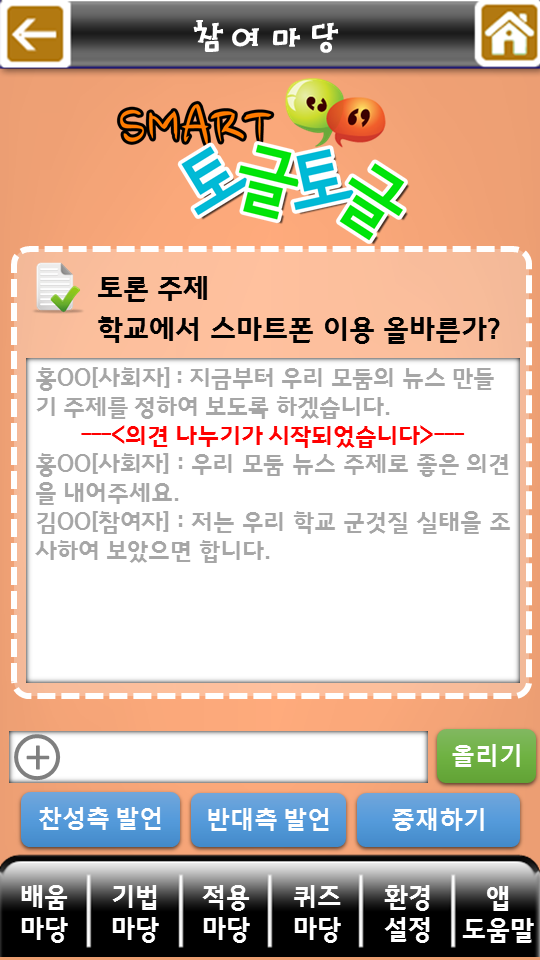 참여마당
SMART
토글토글
토론 주제
학교에서 스마트폰 이용 올바른가?
홍OO[사회자] : 지금부터 우리 모둠의 뉴스 만들
기 주제를 정하여 보도록 하겠습니다.
---<의견 나누기가 시작되었습니다>---
홍OO[사회자] : 우리 모둠 뉴스 주제로 좋은 의견
을 내어주세요.
김OO[참여자] : 저는 우리 학교 군것질 실태을 조
사하여 보았으면 합니다.
올리기
찬성측 발언 반대측 발언 중재하기
배움 기법 적용 퀴즈 환경 앱
마당 마당 마당 마당 설정 도움말